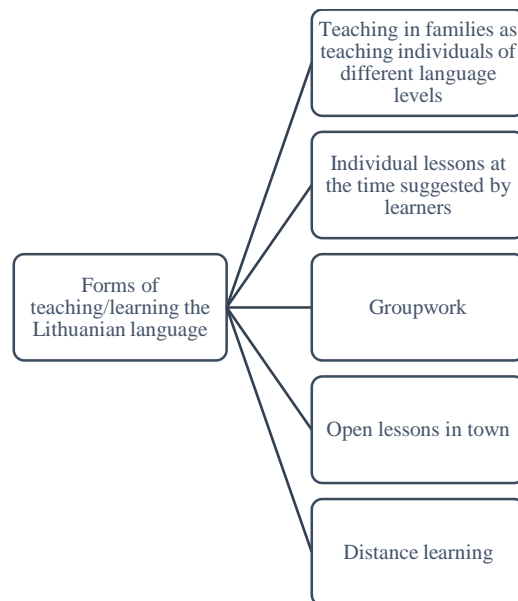 Teaching in families as
teaching individuals of
different language
levels
Individual lessons at
the time suggested by
learners
Forms of
teaching/learning the
Lithuanian language
Groupwork
Open lessons in town
Distance learning